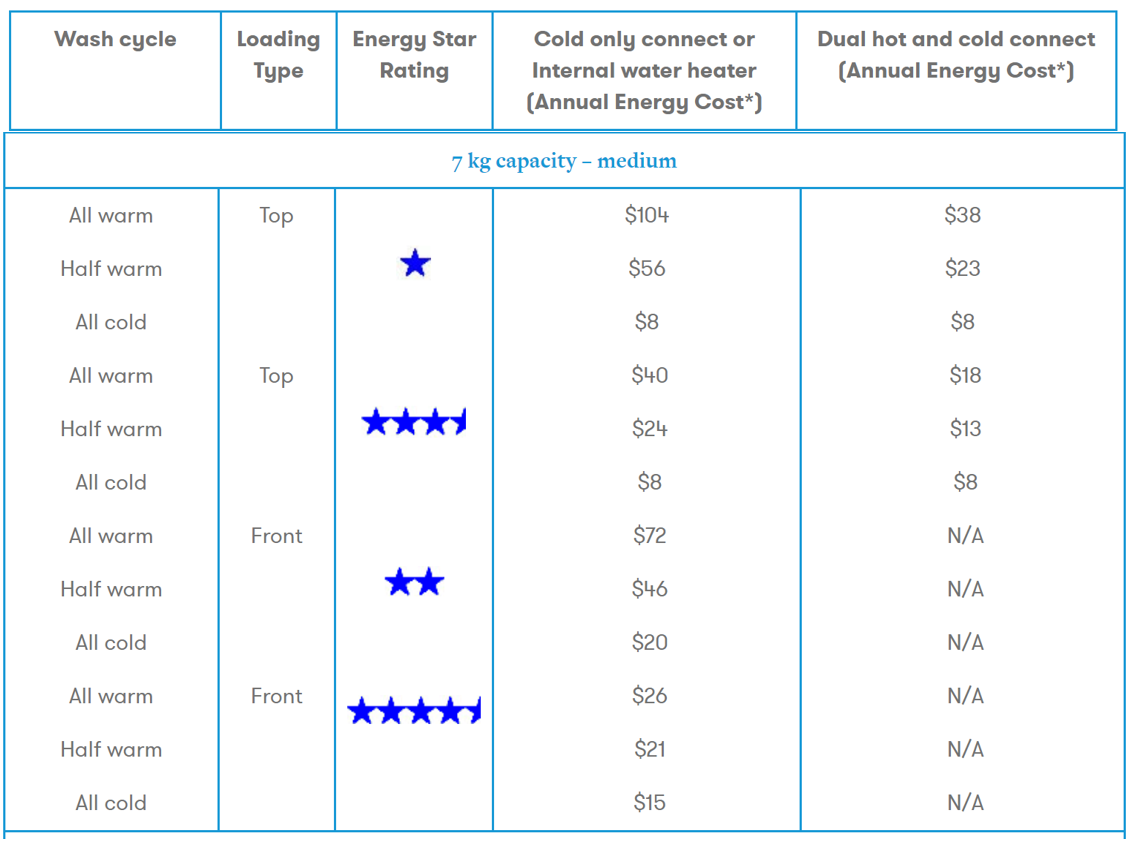 Wash cycle Loading Type Energy Star Rating Cold only connect or Internal water heater (Annual Energy Cost*) Dual hot and cold connect (Annual Energy Cost*)
7 kg capacity – medium
All warm Top $104 $38
Half warm $56 $23
All cold $8 $8
All warm Top $40 $18
Half warm $24 $13
All cold $8 $8
All warm Front $72 N/A
Half warm $46 N/A
All cold $20 N/A
All warm Front $26 N/A
Half warm $21 N/A
All cold $15 N/A